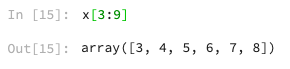 In [15]: x[3:9]
Out[15]: array([3, 4, 5, 6, 7, 8])